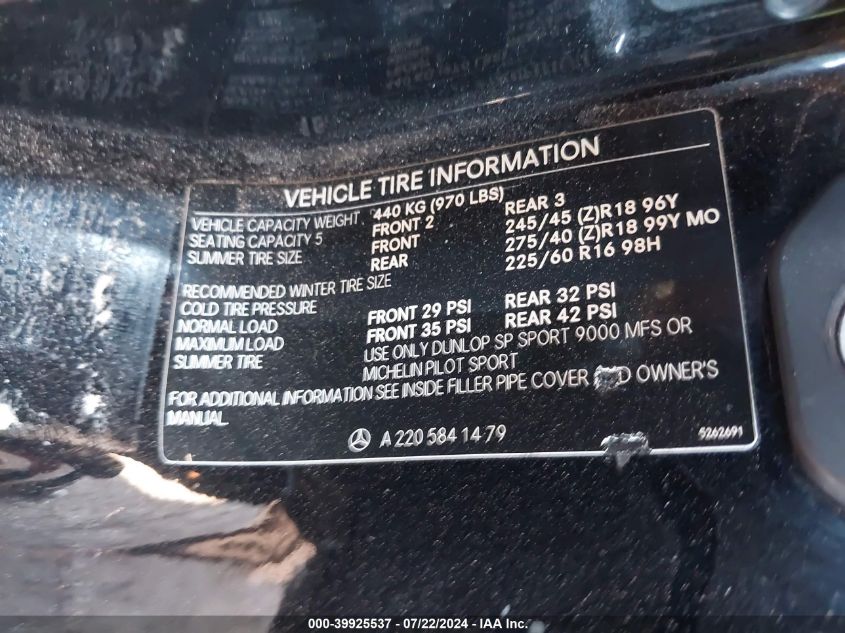 VEHICLE TIRE INFORMATION
VEHICLE CAPACITY WEIGHT 440 KG (970 LBS)
SEATING CAPACITY 5 FRONT 2 REAR 3
SUMMER TIRE SIZE FRONT 245/45 (Z)R18 96Y
REAR 275/40 (Z)R18 99Y MO
RECOMMENDED WINTER TIRE SIZE 225/60 R16 98H
COLD TIRE PRESSURE
NORMAL LOAD FRONT 29 PSI REAR 32 PSI
MAXIMUM LOAD FRONT 35 PSI REAR 42 PSI
SUMMER TIRE USE ONLY DUNLOP SP SPORT 9000 MFS OR
MICHELIN PILOT SPORT
FOR ADDITIONAL INFORMATION SEE INSIDE FILLER PIPE COVER OWNER'S
MANUAL
A 220 584 14 79
5262691
000-39925537 - 07/22/2024 - COPYRIGHT IAA, LLC.